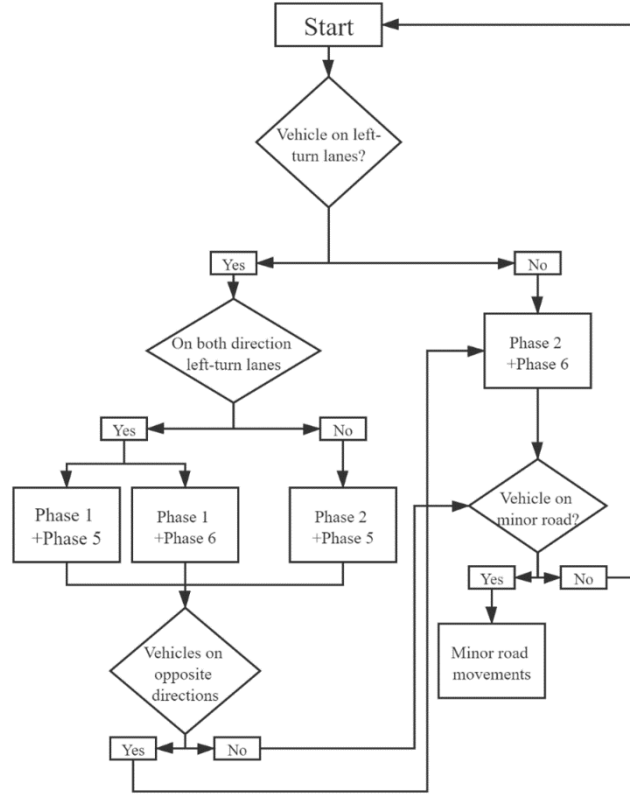 Start
Vehicle on left-
turn lanes?
Yes
No
On both direction
left-turn lanes
Phase 2
+Phase 6
Yes
No
Phase 1
+Phase 5
Phase 1
+Phase 6
Phase 2
+Phase 5
Vehicle on
minor road?
Yes
No
Vehicles on
opposite
directions
Minor road
movements
Yes
No